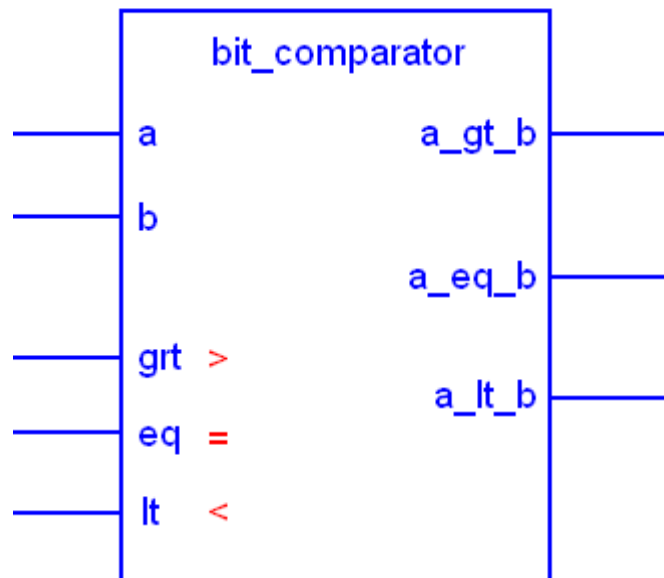 bit_comparator
a
a_gt_b
b
a_eq_b
grt >
a_lt_b
eq =
lt <